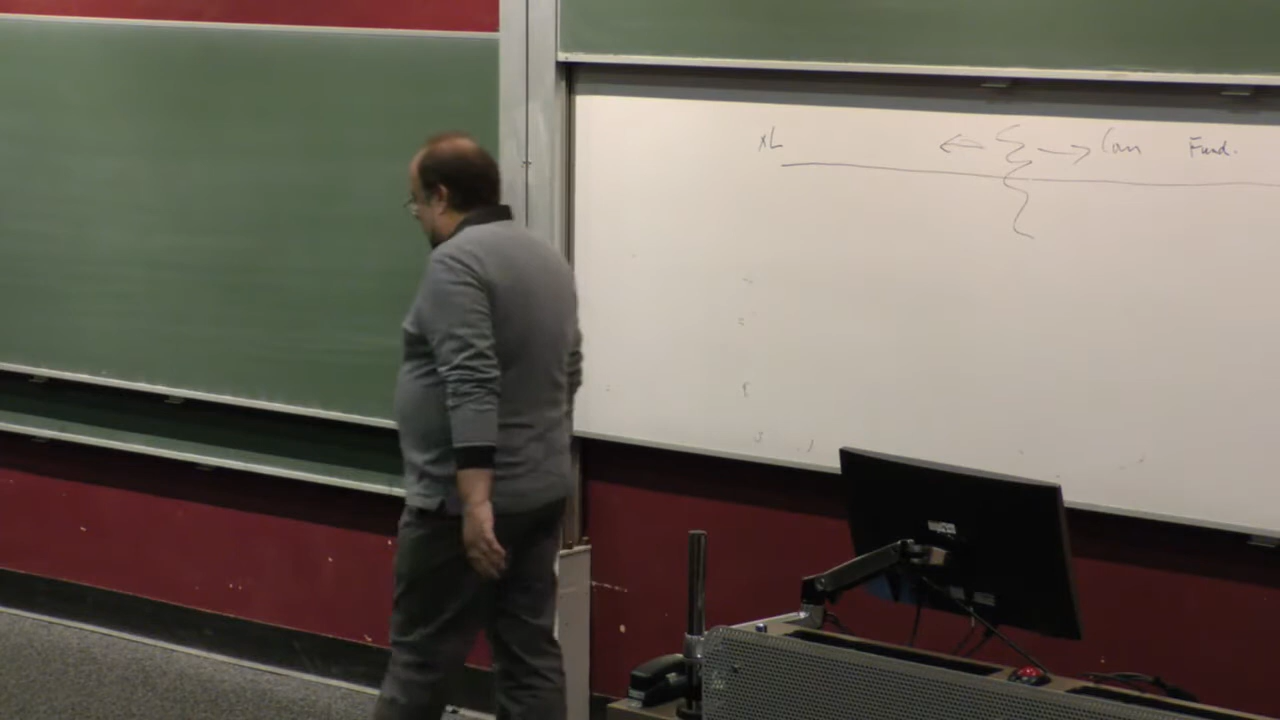 xL ← → Can Fund.